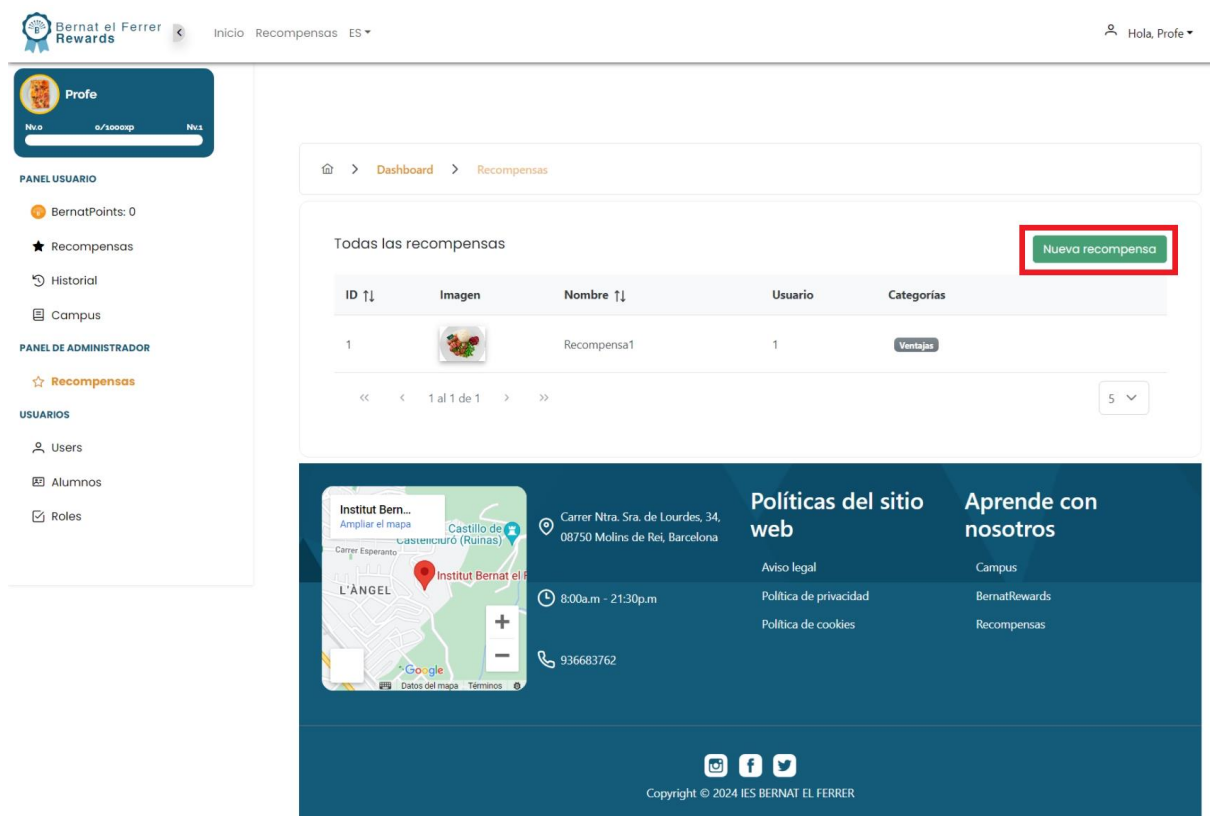 Bernat el Ferrer
Rewards
Inicio Recompensas ES
Hola, Profe
Profe
Nv.0 0/1000xp Nv.1
PANEL USUARIO
BernatPoints: 0
Recompensas
Historial
Campus
PANEL DE ADMINISTRADOR
Recompensas
USUARIOS
Users
Alumnos
Roles
Dashboard > Recompensas
Todas las recompensas
Nueva recompensa
ID Imagen Nombre Usuario Categorías
1 Recompensa1 1 Ventajas
<< < 1 al 1 de 1 > >>
5
Institut Bern...
Ampliar el mapa
Castillo de
Castellciuró (Ruinas)
Carrer Esperanto
Institut Bernat el F
L'ÀNGEL
Google
Datos del mapa Términos
Carrer Ntra. Sra. de Lourdes, 34,
08750 Molins de Rei, Barcelona
8:00a.m - 21:30p.m
936683762
Políticas del sitio
web
Aviso legal
Política de privacidad
Política de cookies
Aprende con
nosotros
Campus
BernatRewards
Recompensas
Copyright © 2024 IES BERNAT EL FERRER